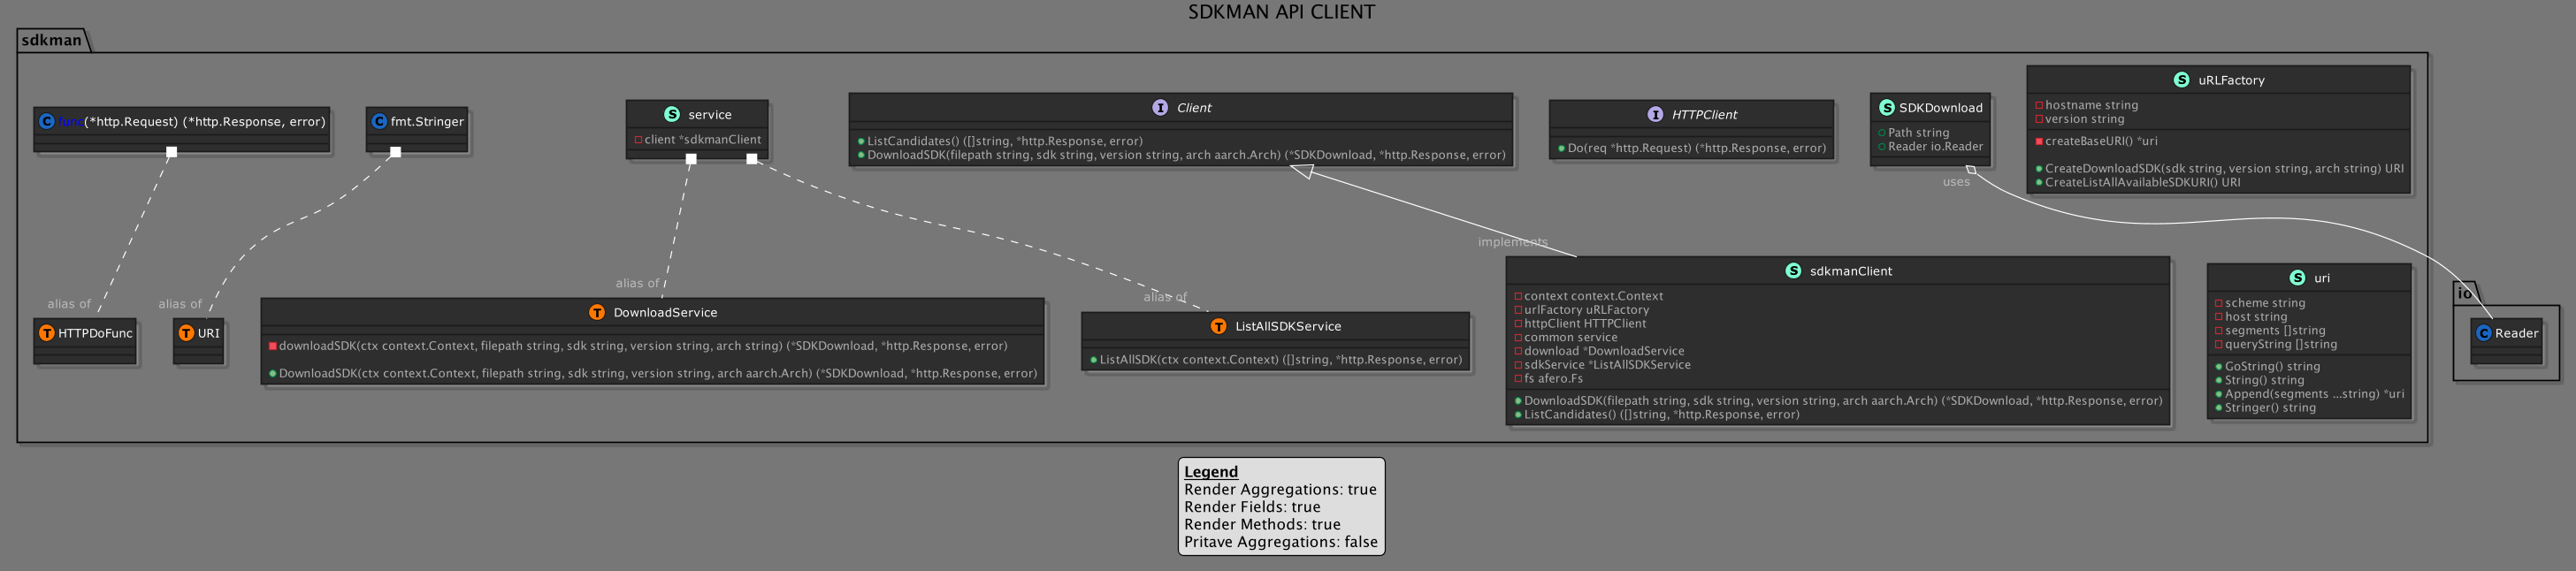 SDKMAN API CLIENT
sdkman
C func(*http.Request) (*http.Response, error)
C fmt.Stringer
S service
client *sdkmanClient
I Client
ListCandidates() ([]string, *http.Response, error)
DownloadSDK(filepath string, sdk string, version string, arch aarch.Arch) (*SDKDownload, *http.Response, error)
I HTTPClient
Do(req *http.Request) (*http.Response, error)
S SDKDownload
Path string
Reader io.Reader
S uRLFactory
hostname string
version string
createBaseURI() *uri
CreateDownloadSDK(sdk string, version string, arch string) URI
CreateListAllAvailableSDKURI() URI
uses
implements
alias of
alias of
alias of
alias of
T HTTPDoFunc
T URI
T DownloadService
downloadSDK(ctx context.Context, filepath string, sdk string, version string, arch string) (*SDKDownload, *http.Response, error)
DownloadSDK(ctx context.Context, filepath string, sdk string, version string, arch aarch.Arch) (*SDKDownload, *http.Response, error)
T ListAllSDKService
ListAllSDK(ctx context.Context) ([]string, *http.Response, error)
S sdkmanClient
context context.Context
urlFactory uRLFactory
httpClient HTTPClient
common service
download *DownloadService
sdkService *ListAllSDKService
fs afero.Fs
DownloadSDK(filepath string, sdk string, version string, arch aarch.Arch) (*SDKDownload, *http.Response, error)
ListCandidates() ([]string, *http.Response, error)
S uri
scheme string
host string
segments []string
queryString []string
GoString() string
String() string
Append(segments ...string) *uri
Stringer() string
io
C Reader
Legend
Render Aggregations: true
Render Fields: true
Render Methods: true
Pritave Aggregations: false